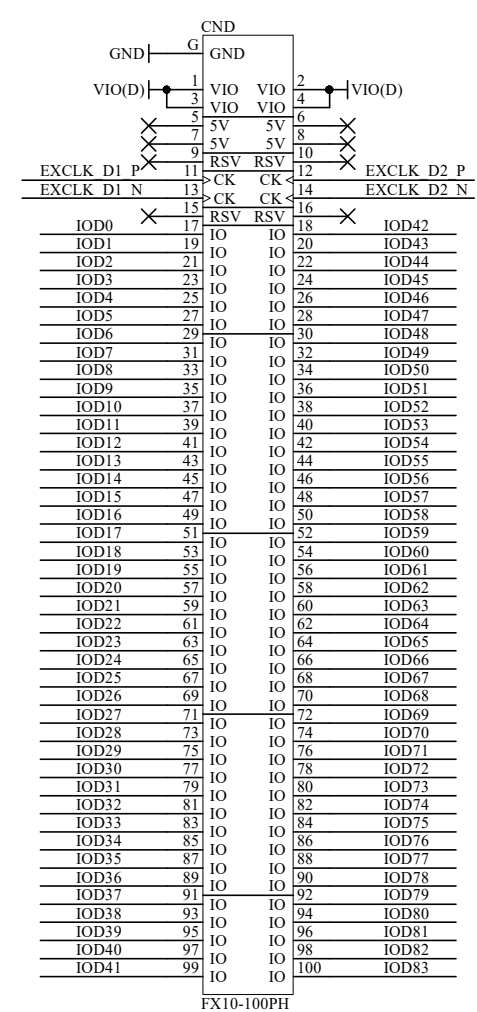 CND
GND G GND
VIO(D) 1 VIO VIO 2 VIO(D)
3 VIO VIO 4
5 5V 5V 6
7 5V 5V 8
9 RSV RSV 10
EXCLK_D1_P 11 CK CK 12 EXCLK_D2_P
EXCLK_D1_N 13 CK CK 14 EXCLK_D2_N
15 RSV RSV 16
IOD0 17 IO IO 18 IOD42
IOD1 19 IO IO 20 IOD43
IOD2 21 IO IO 22 IOD44
IOD3 23 IO IO 24 IOD45
IOD4 25 IO IO 26 IOD46
IOD5 27 IO IO 28 IOD47
IOD6 29 IO IO 30 IOD48
IOD7 31 IO IO 32 IOD49
IOD8 33 IO IO 34 IOD50
IOD9 35 IO IO 36 IOD51
IOD10 37 IO IO 38 IOD52
IOD11 39 IO IO 40 IOD53
IOD12 41 IO IO 42 IOD54
IOD13 43 IO IO 44 IOD55
IOD14 45 IO IO 46 IOD56
IOD15 47 IO IO 48 IOD57
IOD16 49 IO IO 50 IOD58
IOD17 51 IO IO 52 IOD59
IOD18 53 IO IO 54 IOD60
IOD19 55 IO IO 56 IOD61
IOD20 57 IO IO 58 IOD62
IOD21 59 IO IO 60 IOD63
IOD22 61 IO IO 62 IOD64
IOD23 63 IO IO 64 IOD65
IOD24 65 IO IO 66 IOD66
IOD25 67 IO IO 68 IOD67
IOD26 69 IO IO 70 IOD68
IOD27 71 IO IO 72 IOD69
IOD28 73 IO IO 74 IOD70
IOD29 75 IO IO 76 IOD71
IOD30 77 IO IO 78 IOD72
IOD31 79 IO IO 80 IOD73
IOD32 81 IO IO 82 IOD74
IOD33 83 IO IO 84 IOD75
IOD34 85 IO IO 86 IOD76
IOD35 87 IO IO 88 IOD77
IOD36 89 IO IO 90 IOD78
IOD37 91 IO IO 92 IOD79
IOD38 93 IO IO 94 IOD80
IOD39 95 IO IO 96 IOD81
IOD40 97 IO IO 98 IOD82
IOD41 99 IO IO 100 IOD83
FX10-100PH